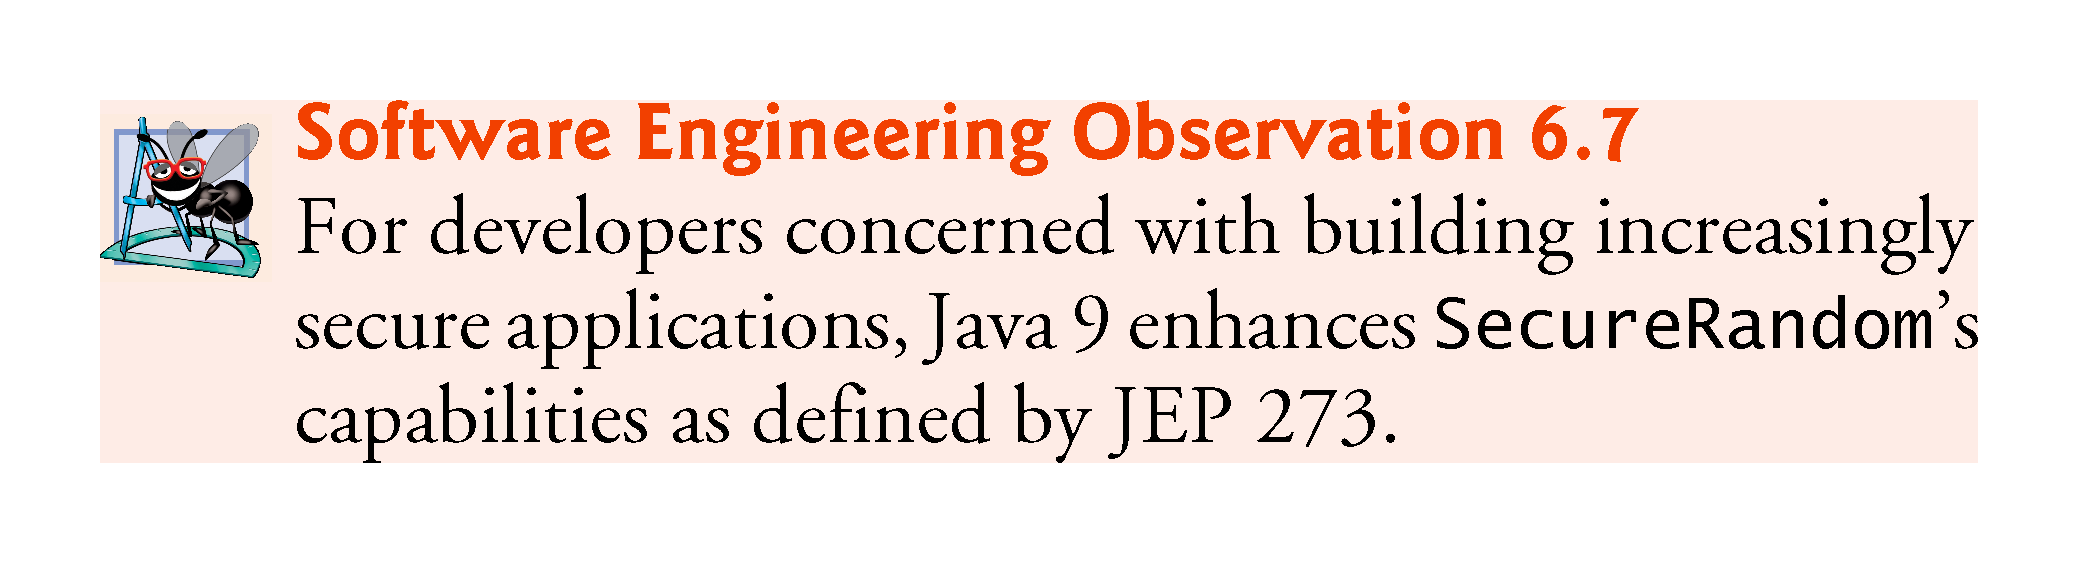 Software Engineering Observation 6.7
For developers concerned with building increasingly
secure applications, Java 9 enhances SecureRandom’s
capabilities as defined by JEP 273.